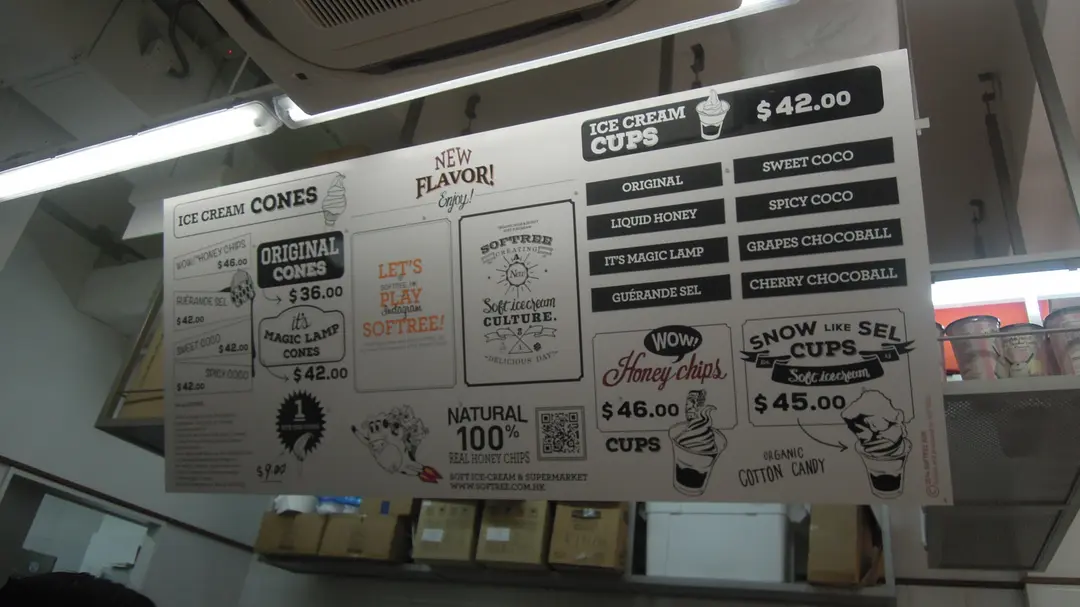 ICE CREAM CONES
WOW! HONEY CHIPS
$46.00
GUÉRANDE SEL
$42.00
SWEET COCO
$42.00
SPICY COCO
$42.00
ORIGINAL
CONES
$36.00
it's
MAGIC LAMP
CONES
$42.00
1
$9.00
NEW
FLAVOR!
Enjoy!
LET'S
PLAY
Instagram
SOFTREE!
SOFTREE
CREATING
A
New
Soft icecream
CULTURE.
"DELICIOUS DAY"
NATURAL
100%
REAL HONEY CHIPS
SOFT ICE-CREAM & SUPERMARKET
WWW.SOFTREE.COM.HK
ICE CREAM
CUPS
$42.00
ORIGINAL
LIQUID HONEY
IT'S MAGIC LAMP
GUÉRANDE SEL
SWEET COCO
SPICY COCO
GRAPES CHOCOBALL
CHERRY CHOCOBALL
WOW!
Honey chips
$46.00
CUPS
SNOW LIKE SEL
CUPS
Soft icecream
$45.00
ORGANIC
COTTON CANDY